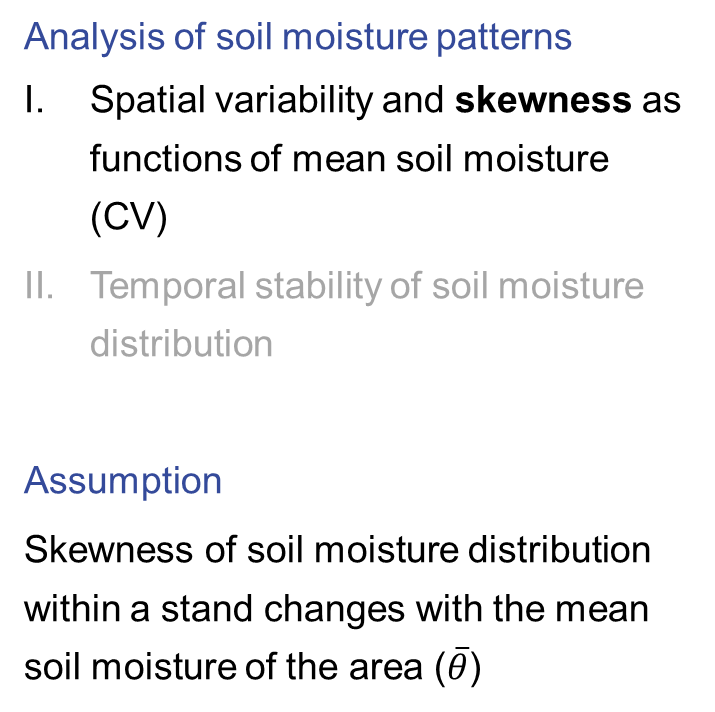 Analysis of soil moisture patterns
I. Spatial variability and skewness as
functions of mean soil moisture
(CV)
II. Temporal stability of soil moisture
distribution
Assumption
Skewness of soil moisture distribution
within a stand changes with the mean
soil moisture of the area (θ̄)